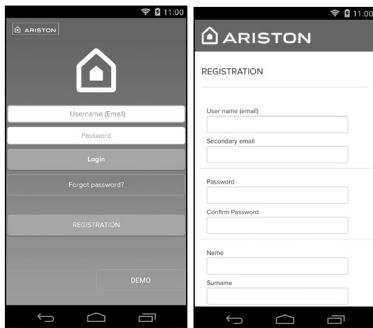 11:00
ARISTON
Username (Email)
Password
Login
Forgot password?
REGISTRATION
DEMO
11:00
ARISTON
REGISTRATION
User name (email)
Secondary email
Password
Confirm Password
Name
Surname